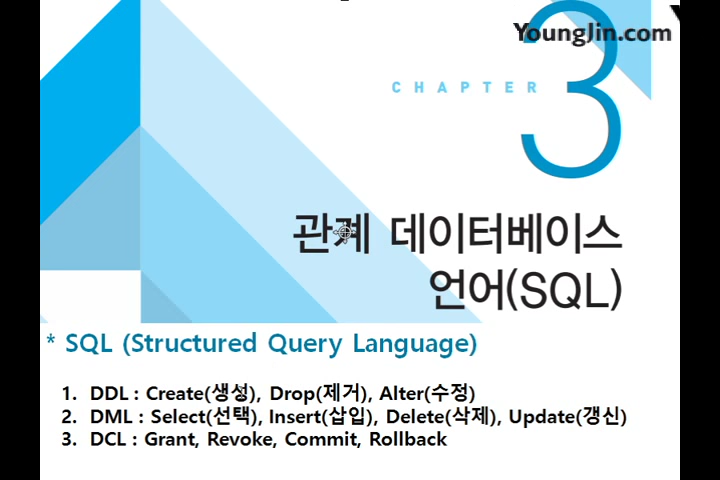 YoungJin.com
CHAPTER 3
관계 데이터베이스
언어(SQL)
* SQL (Structured Query Language)
1. DDL : Create(생성), Drop(제거), Alter(수정)
2. DML : Select(선택), Insert(삽입), Delete(삭제), Update(갱신)
3. DCL : Grant, Revoke, Commit, Rollback